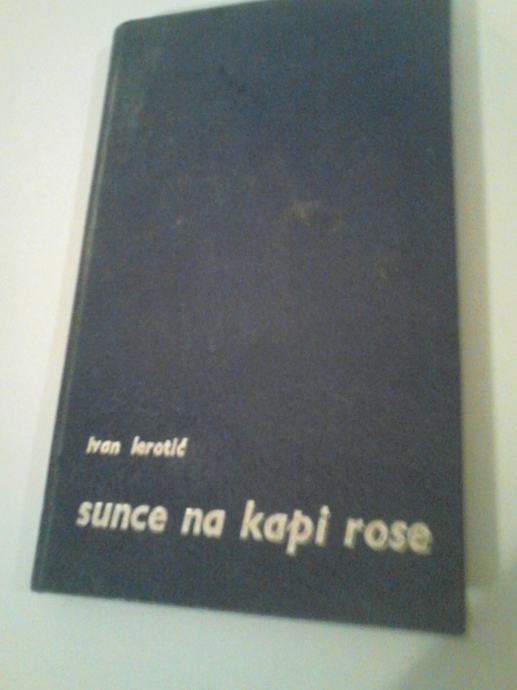 ivan lerotić
sunce na kapi rose